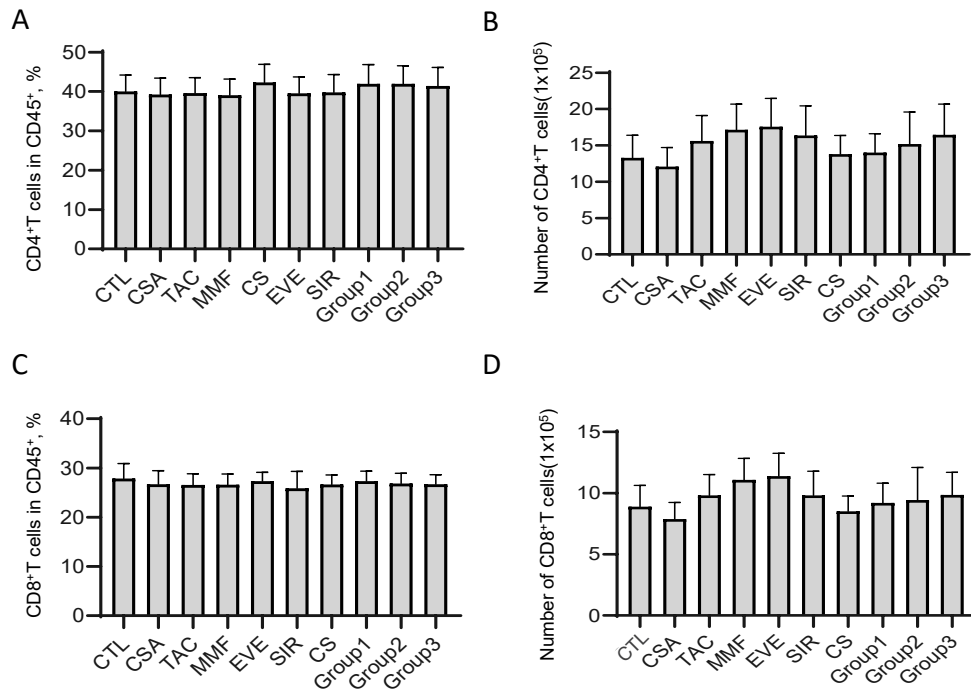 A
CD4⁺T cells in CD45⁺, %
50
40
30
20
10
0
CTL
CSA
TAC
MMF
CS
EVE
SIR
Group1
Group2
Group3
B
Number of CD4⁺T cells(1x10⁵)
25
20
15
10
5
0
CTL
CSA
TAC
MMF
EVE
SIR
CS
Group1
Group2
Group3
C
CD8⁺T cells in CD45⁺, %
40
30
20
10
0
CTL
CSA
TAC
MMF
EVE
SIR
CS
Group1
Group2
Group3
D
Number of CD8⁺T cells(1x10⁵)
15
10
5
0
CTL
CSA
TAC
MMF
EVE
SIR
CS
Group1
Group2
Group3